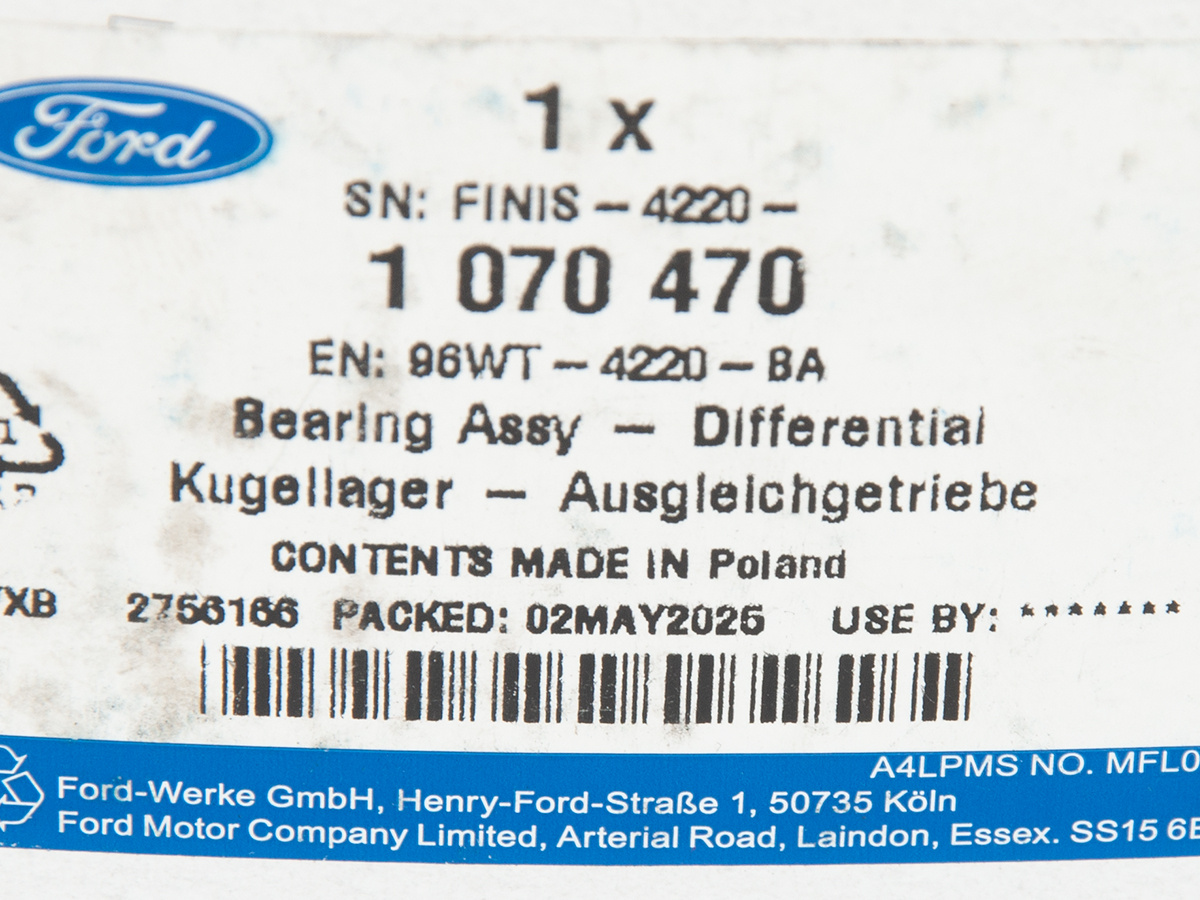 Ford
1 x
SN: FINIS - 4220 -
1 070 470
EN: 96WT - 4220 - BA
Bearing Assy - Differential
Kugellager - Ausgleichgetriebe
CONTENTS MADE IN Poland
TXB 2756166 PACKED: 02MAY2025 USE BY: *******
A4LPMS NO. MFL0
Ford-Werke GmbH, Henry-Ford-Straße 1, 50735 Köln
Ford Motor Company Limited, Arterial Road, Laindon, Essex. SS15 6E